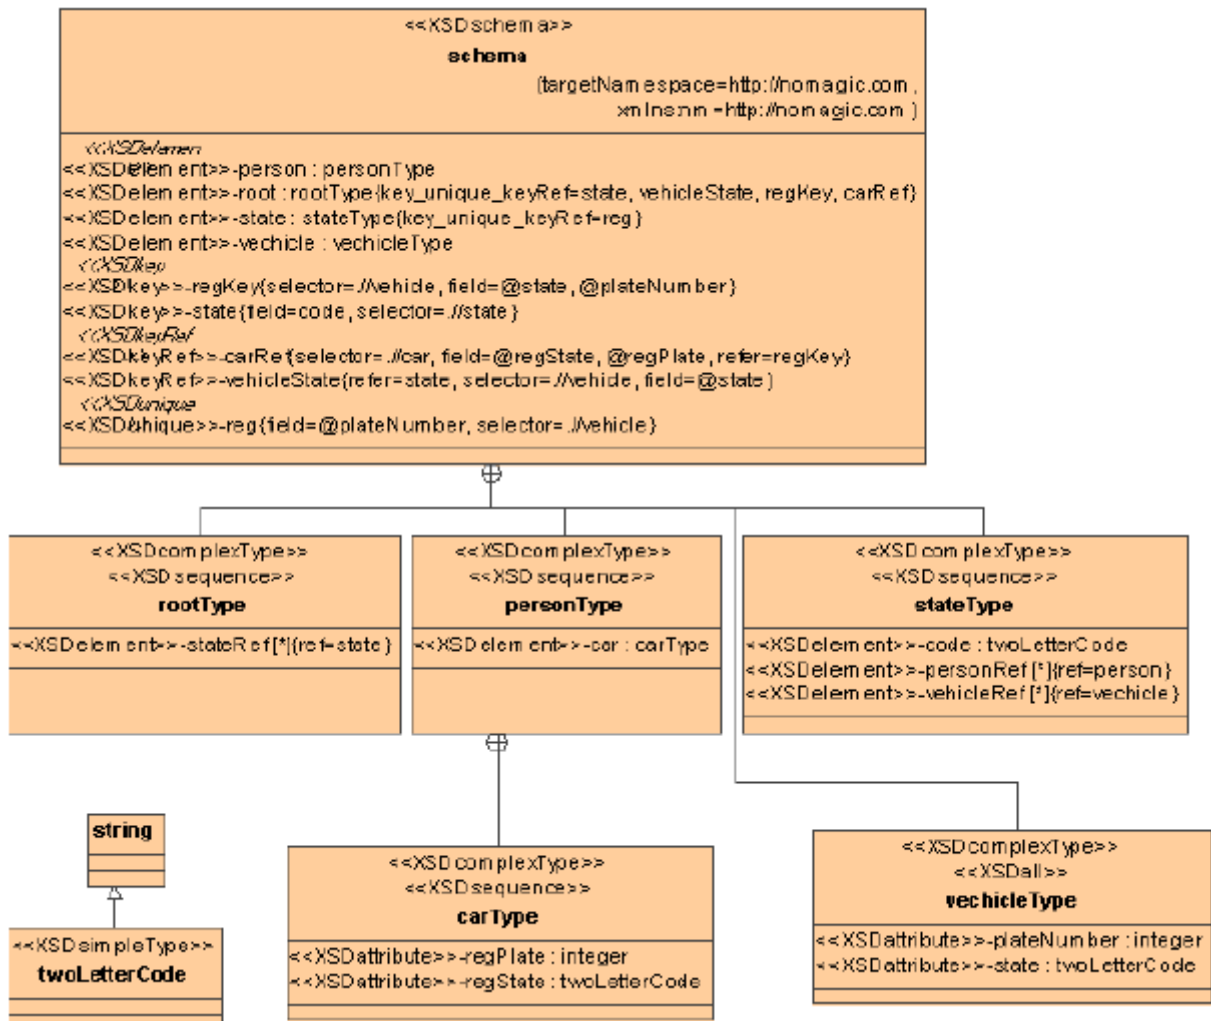 <<XSDschema>>
schema
{targetNamespace=http://nomagic.com ,
xmlns:nm =http://nomagic.com }
<<XSDelemen
<<XSDelement>>-person : personType
<<XSDelement>>-root : rootType{key_unique_keyRef=state, vehicleState, regKey, carRef}
<<XSDelement>>-state : stateType{key_unique_keyRef=reg}
<<XSDelement>>-vechicle : vechicleType
<<XSDkey
<<XSDkey>>-regKey{selector=.//vehicle, field=@state, @plateNumber}
<<XSDkey>>-state{field=code, selector=.//state}
<<XSDkeyRef
<<XSDkeyRef>>-carRef{selector=.//car, field=@regState, @regPlate, refer=regKey}
<<XSDkeyRef>>-vehicleState{refer=state, selector=.//vehicle, field=@state}
<<XSDunique
<<XSDunique>>-reg{field=@plateNumber, selector=.//vehicle}
<<XSDcomplexType>>
<<XSDsequence>>
rootType
<<XSDelement>>-stateRef [*]{ref=state}
<<XSDcomplexType>>
<<XSDsequence>>
personType
<<XSDelement>>-car : carType
<<XSDcomplexType>>
<<XSDsequence>>
stateType
<<XSDelement>>-code : twoLetterCode
<<XSDelement>>-personRef [*]{ref=person}
<<XSDelement>>-vehicleRef [*]{ref=vechicle}
string
<<XSDsimpleType>>
twoLetterCode
<<XSDcomplexType>>
<<XSDsequence>>
carType
<<XSDattribute>>-regPlate : integer
<<XSDattribute>>-regState : twoLetterCode
<<XSDcomplexType>>
<<XSDall>>
vechicleType
<<XSDattribute>>-plateNumber : integer
<<XSDattribute>>-state : twoLetterCode